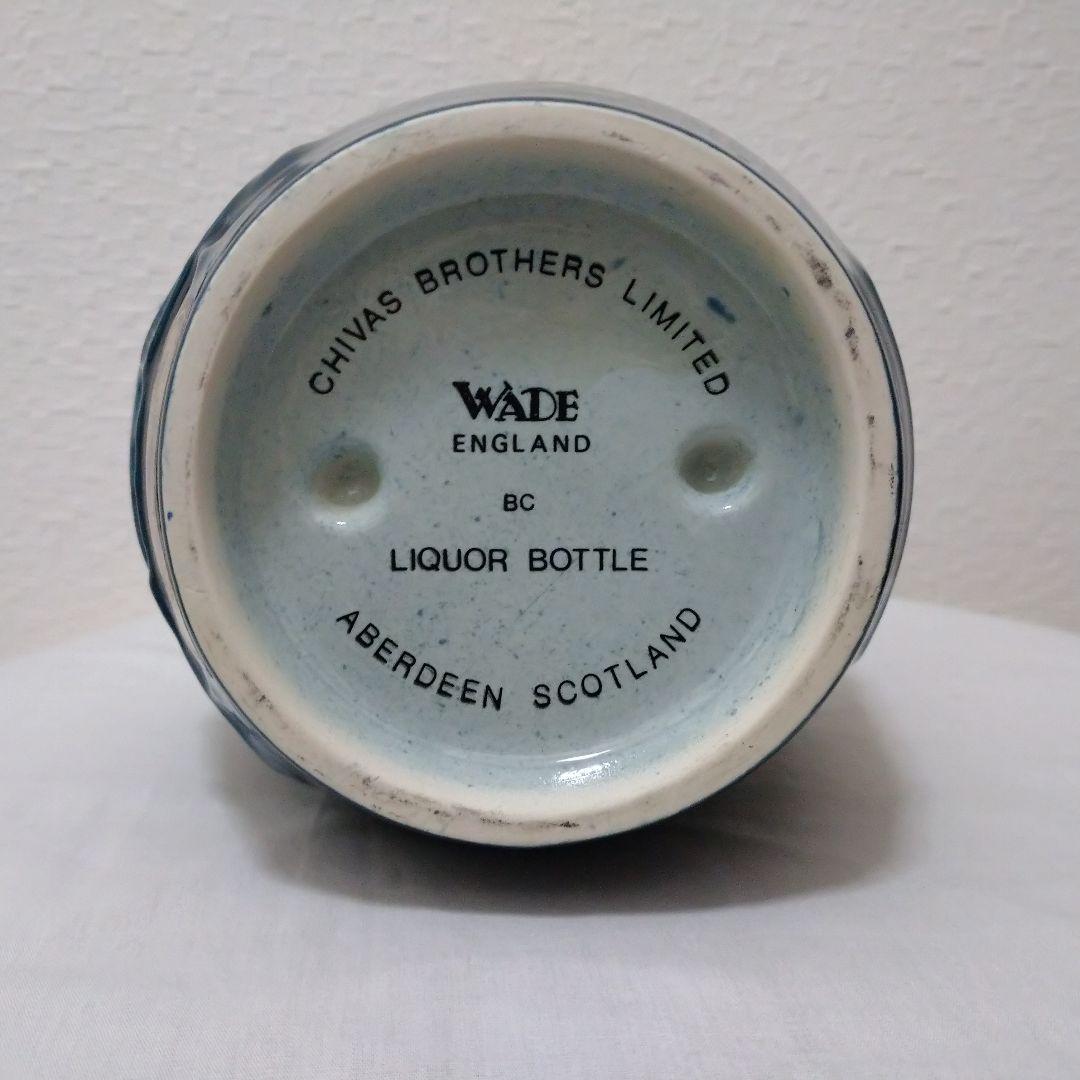 CHIVAS BROTHERS LIMITED
WADE
ENGLAND
BC
LIQUOR BOTTLE
ABERDEEN SCOTLAND